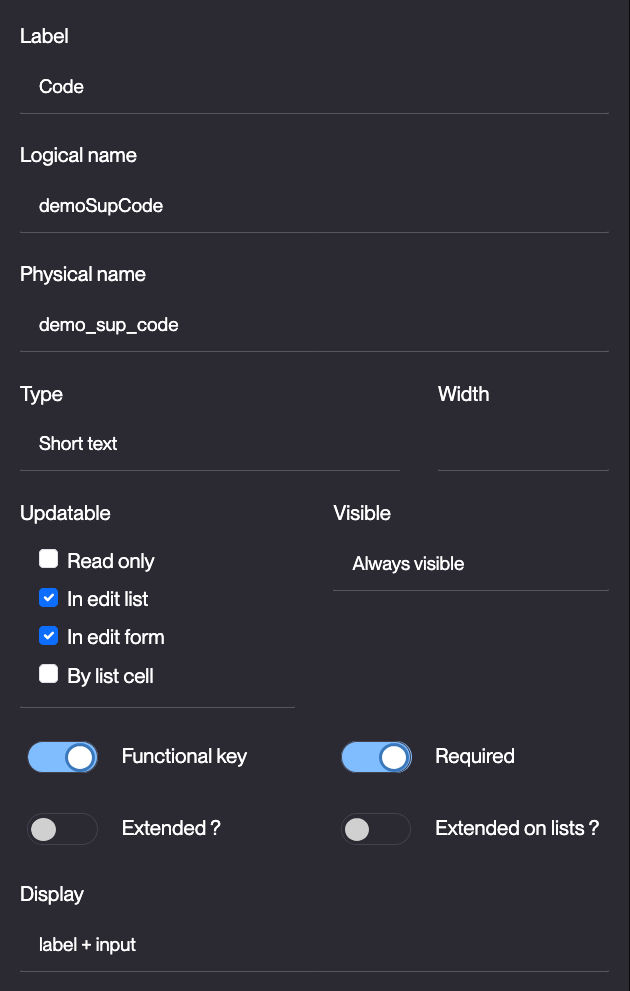 Label
Code
Logical name
demoSupCode
Physical name
demo_sup_code
Type Width
Short text
Updatable Visible
Read only Always visible
In edit list
In edit form
By list cell
Functional key Required
Extended ? Extended on lists ?
Display
label + input